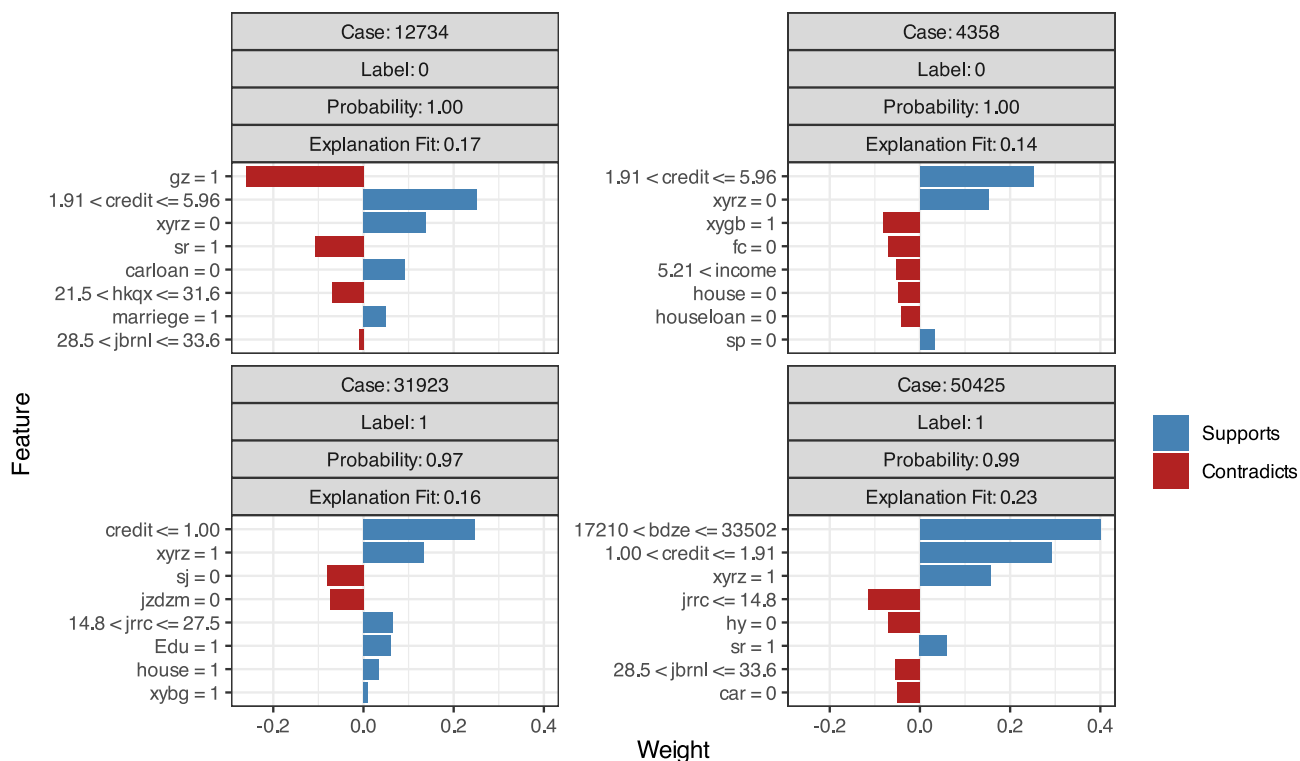 Case: 12734
Label: 0
Probability: 1.00
Explanation Fit: 0.17
gz = 1
1.91 < credit <= 5.96
xyrz = 0
sr = 1
carloan = 0
21.5 < hkqx <= 31.6
marriege = 1
28.5 < jbrnl <= 33.6
Case: 4358
Label: 0
Probability: 1.00
Explanation Fit: 0.14
1.91 < credit <= 5.96
xyrz = 0
xygb = 1
fc = 0
5.21 < income
house = 0
houseloan = 0
sp = 0
Case: 31923
Label: 1
Probability: 0.97
Explanation Fit: 0.16
credit <= 1.00
xyrz = 1
sj = 0
jzdzm = 0
14.8 < jrrc <= 27.5
Edu = 1
house = 1
xybg = 1
-0.2 0.0 0.2 0.4
Case: 50425
Label: 1
Probability: 0.99
Explanation Fit: 0.23
17210 < bdze <= 33502
1.00 < credit <= 1.91
xyrz = 1
jrrc <= 14.8
hy = 0
sr = 1
28.5 < jbrnl <= 33.6
car = 0
-0.2 0.0 0.2 0.4
Feature
Weight
Supports
Contradicts